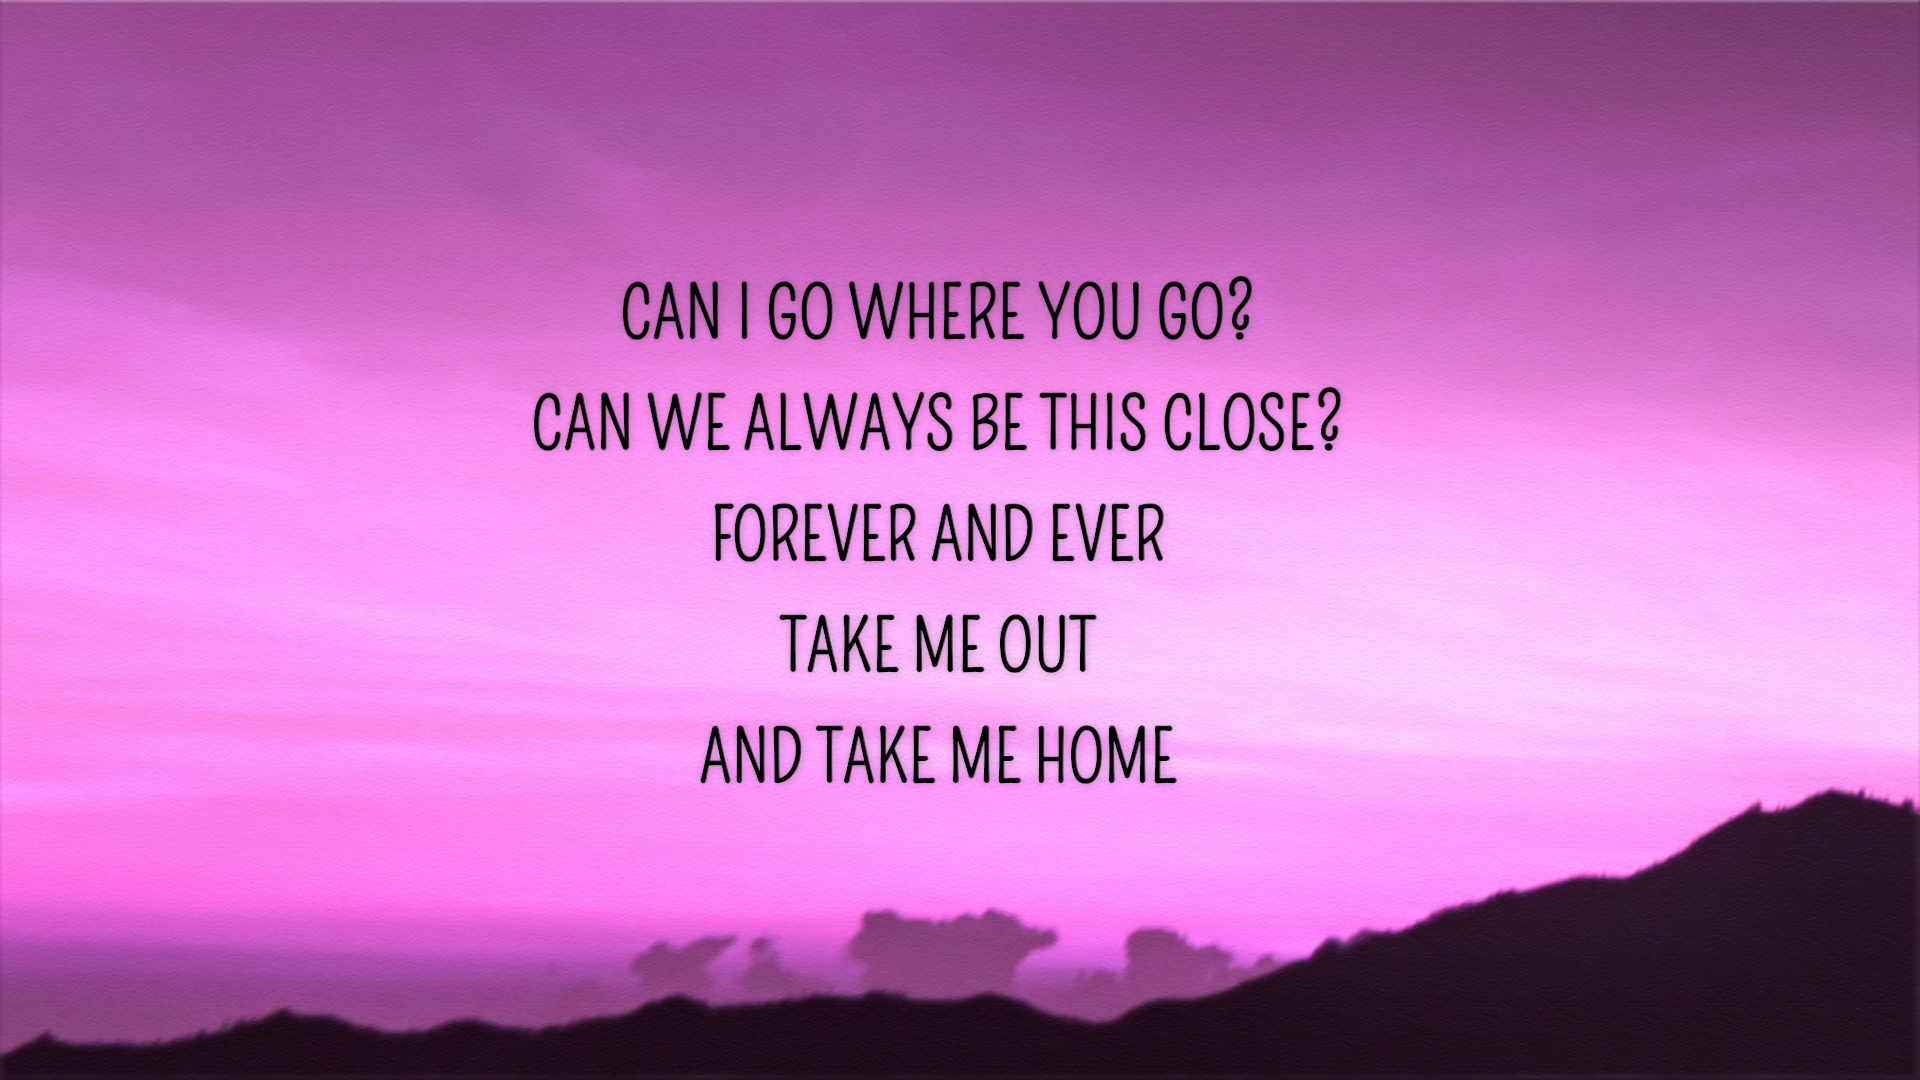 CAN I GO WHERE YOU GO?
CAN WE ALWAYS BE THIS CLOSE?
FOREVER AND EVER
TAKE ME OUT
AND TAKE ME HOME